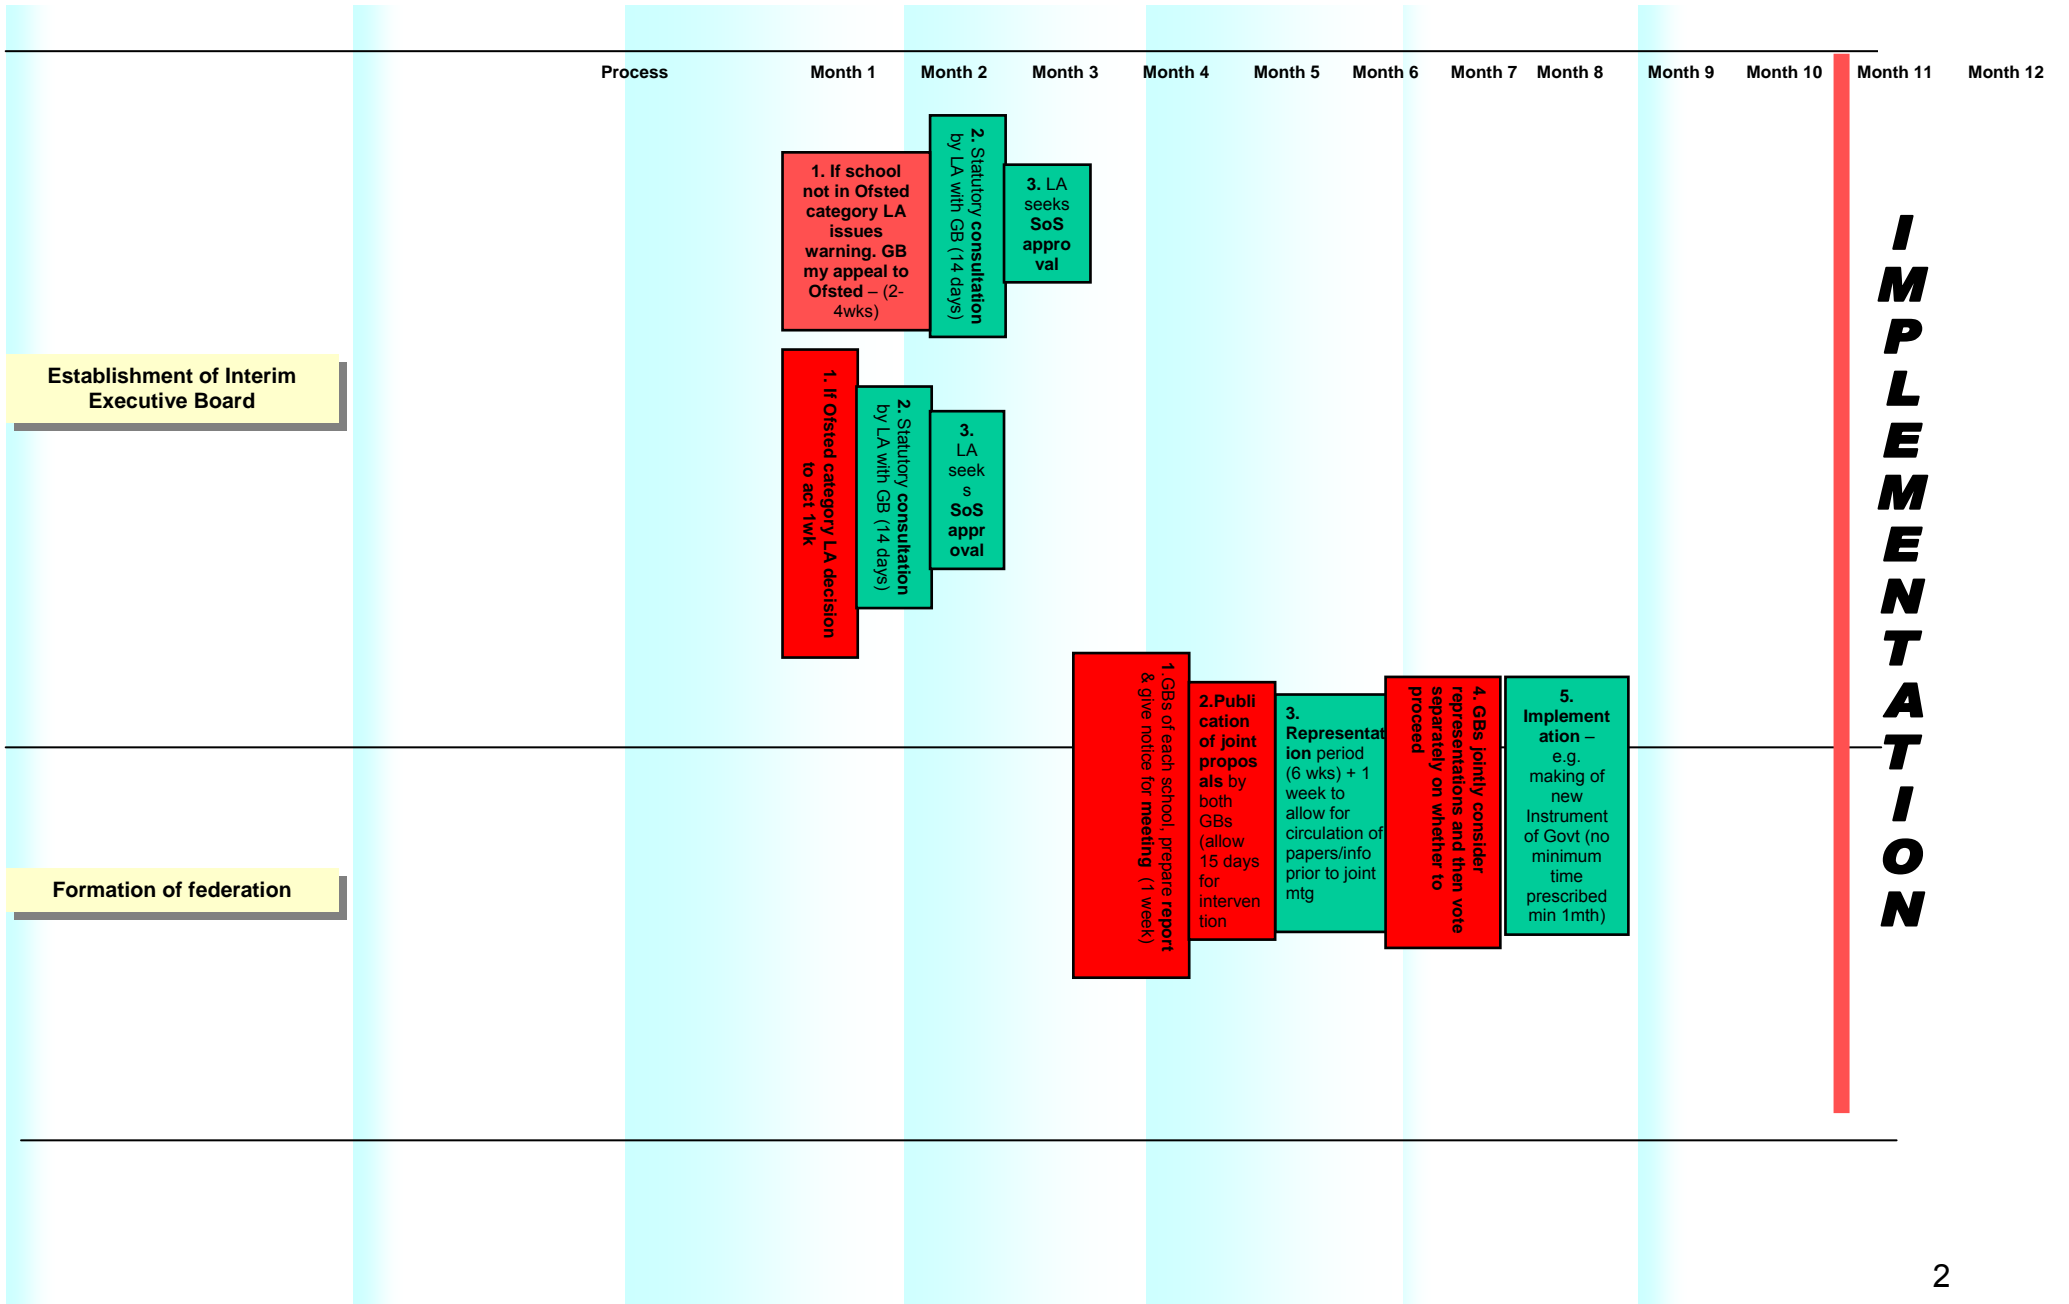 Process Month 1 Month 2 Month 3 Month 4 Month 5 Month 6 Month 7 Month 8 Month 9 Month 10 Month 11 Month 12
Establishment of Interim
Executive Board
1. If school
not in Ofsted
category LA
issues
warning. GB
my appeal to
Ofsted – (2-
4wks)
2. Statutory consultation
by LA with GB (14 days)
3. LA
seeks
SoS
appro
val
1. If Ofsted category LA decision
to act 1wk
2. Statutory consultation
by LA with GB (14 days)
3.
LA
seek
s
SoS
appr
oval
Formation of federation
1.GBs of each school, prepare report
& give notice for meeting (1 week)
2.Publi
cation
of joint
propos
als by
both
GBs
(allow
15 days
for
interven
tion
3.
Representat
ion period
(6 wks) + 1
week to
allow for
circulation of
papers/info
prior to joint
mtg
4. GBs jointly consider
representations and then vote
separately on whether to
proceed
5.
Implement
ation –
e.g.
making of
new
Instrument
of Govt (no
minimum
time
prescribed
min 1mth)
I
M
P
L
E
M
E
N
T
A
T
I
O
N
2